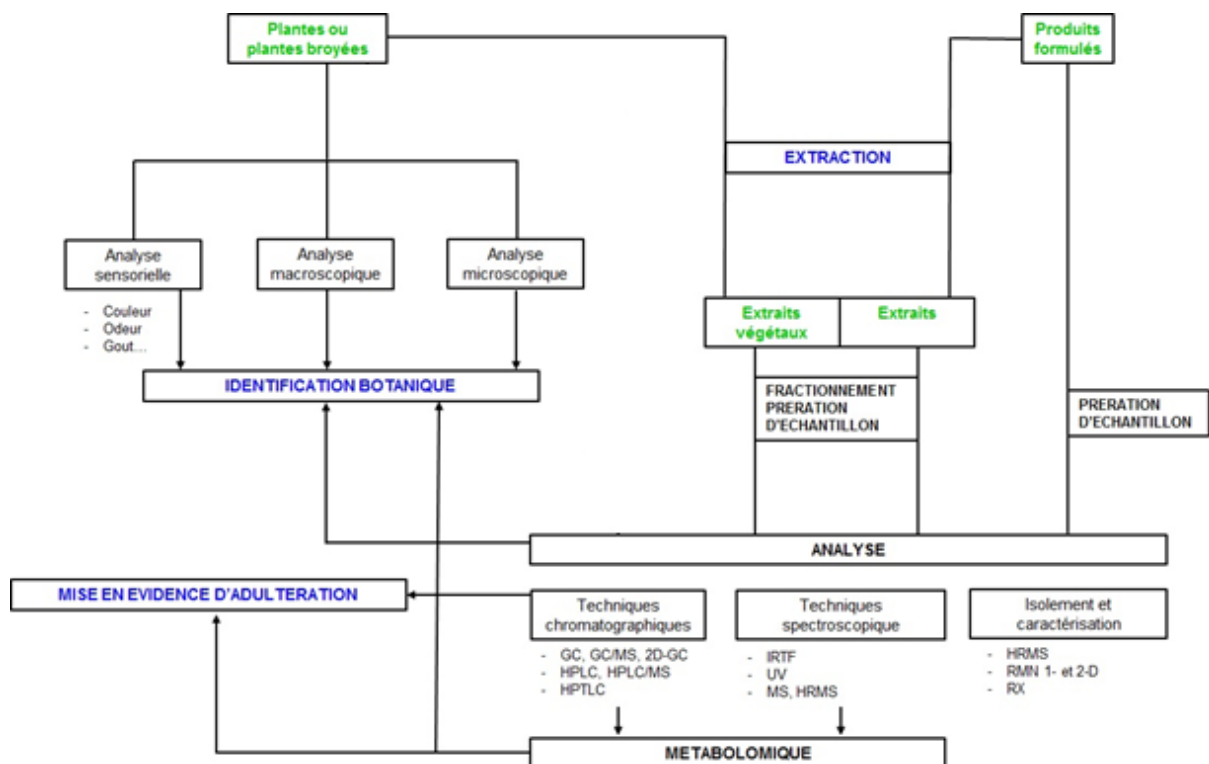 Plantes ou
plantes broyées
Produits
formulés
EXTRACTION
Analyse
sensorielle
Analyse
macroscopique
Analyse
microscopique
- Couleur
- Odeur
- Gout...
Extraits
végétaux
Extraits
IDENTIFICATION BOTANIQUE
FRACTIONNEMENT
PRERATION
D'ECHANTILLON
PRERATION
D'ECHANTILLON
ANALYSE
MISE EN EVIDENCE D'ADULTERATION
Techniques
chromatographiques
- GC, GC/MS, 2D-GC
- HPLC, HPLC/MS
- HPTLC
Techniques
spectroscopique
- IRTF
- UV
- MS, HRMS
Isolement et
caractérisation
- HRMS
- RMN 1- et 2-D
- RX
METABOLOMIQUE